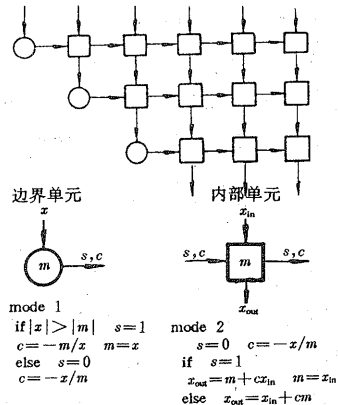 边界单元
内部单元
x
x_in
m
s,c
s,c
m
s,c
x_out
mode 1
if|x|>|m| s=1
c=-m/x m=x
else s=0
c=-x/m
mode 2
s=0 c=-x/m
if s=1
x_out=m+cx_in m=x_in
else x_out=x_in+cm